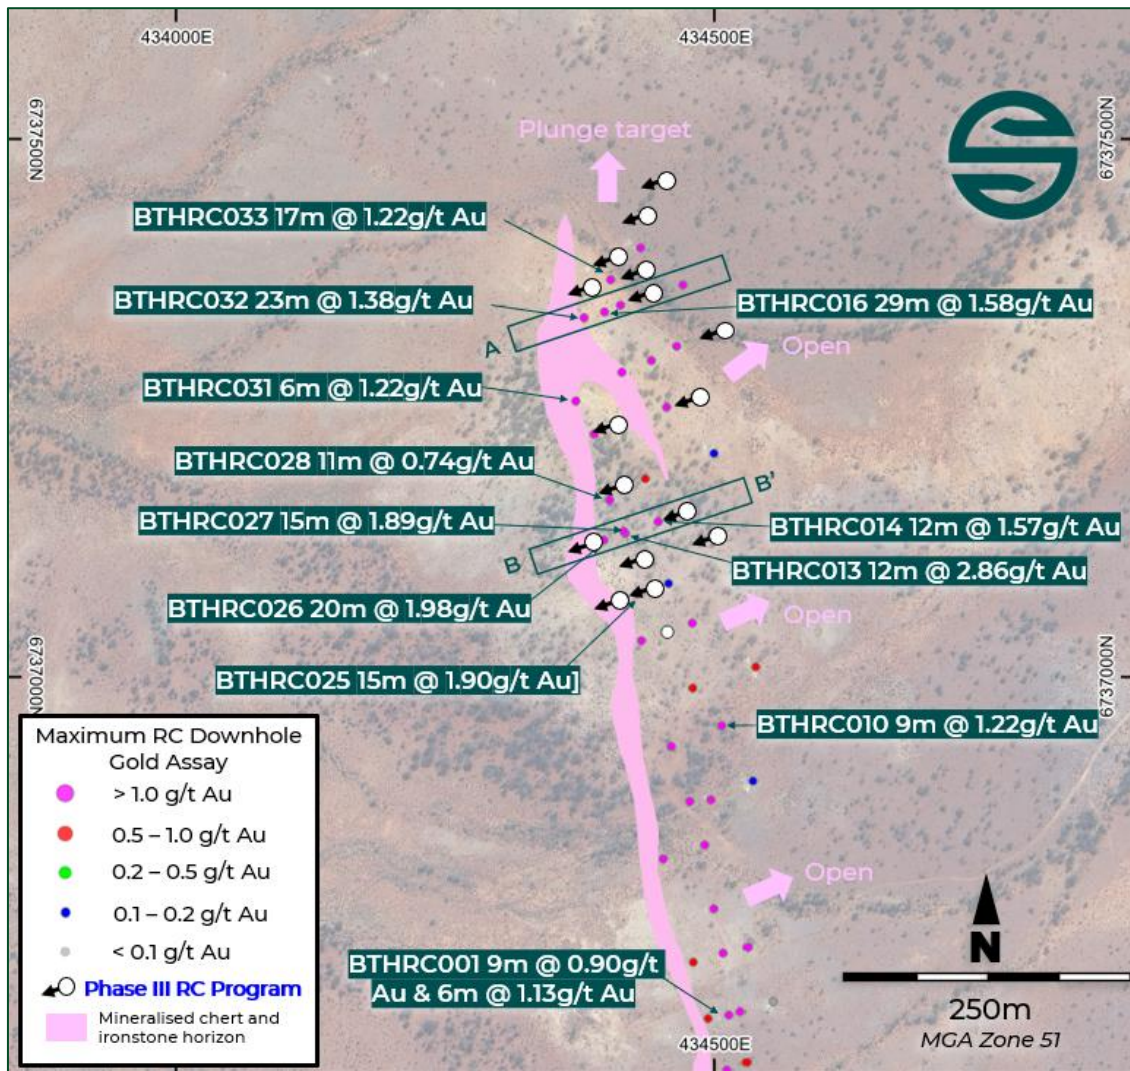 434000E
434500E
6737500N
6737500N
Plunge target
BTHRC033 17m @ 1.22g/t Au
BTHRC032 23m @ 1.38g/t Au
BTHRC016 29m @ 1.58g/t Au
A
Open
BTHRC031 6m @ 1.22g/t Au
BTHRC028 11m @ 0.74g/t Au
B'
BTHRC027 15m @ 1.89g/t Au
BTHRC014 12m @ 1.57g/t Au
B
BTHRC013 12m @ 2.86g/t Au
BTHRC026 20m @ 1.98g/t Au
Open
BTHRC025 15m @ 1.90g/t Au]
6737000N
6737000N
BTHRC010 9m @ 1.22g/t Au
Maximum RC Downhole
Gold Assay
> 1.0 g/t Au
0.5 – 1.0 g/t Au
0.2 – 0.5 g/t Au
0.1 – 0.2 g/t Au
< 0.1 g/t Au
Phase III RC Program
Mineralised chert and
ironstone horizon
Open
BTHRC001 9m @ 0.90g/t
Au & 6m @ 1.13g/t Au
N
250m
MGA Zone 51
434500E